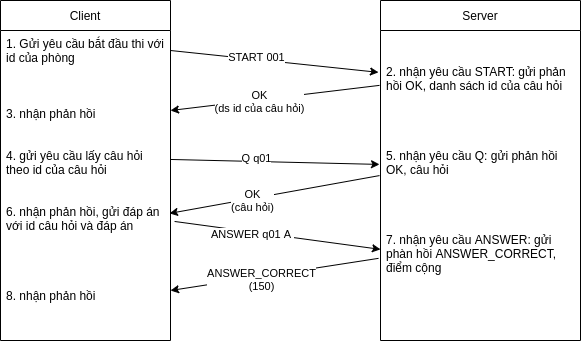 Client
Server
1. Gửi yêu cầu bắt đầu thi với
id của phòng
START 001
2. nhận yêu cầu START: gửi phản
hồi OK, danh sách id của câu hỏi
OK
(ds id của câu hỏi)
3. nhận phản hồi
4. gửi yêu cầu lấy câu hỏi
theo id của câu hỏi
Q q01
5. nhận yêu cầu Q: gửi phản hồi
OK, câu hỏi
OK
(câu hỏi)
6. nhận phản hồi, gửi đáp án
với id câu hỏi và đáp án
ANSWER q01 A
7. nhận yêu cầu ANSWER: gửi
phàn hồi ANSWER_CORRECT,
điểm cộng
ANSWER_CORRECT
(150)
8. nhận phản hồi